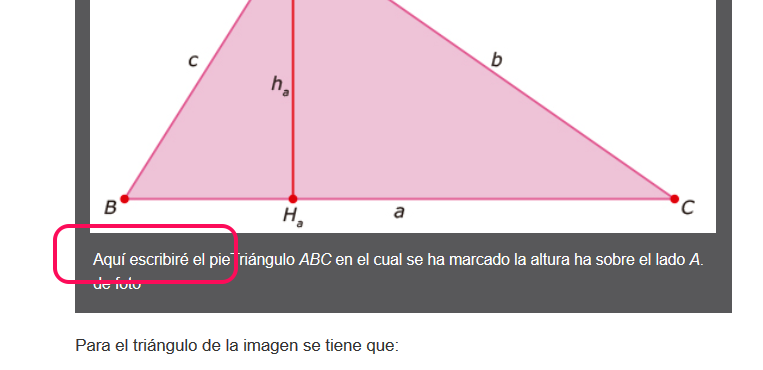 c
b
hₐ
B
Hₐ
a
C
Aquí escribiré el pie Triángulo ABC en el cual se ha marcado la altura ha sobre el lado A.
de foto
Para el triángulo de la imagen se tiene que: